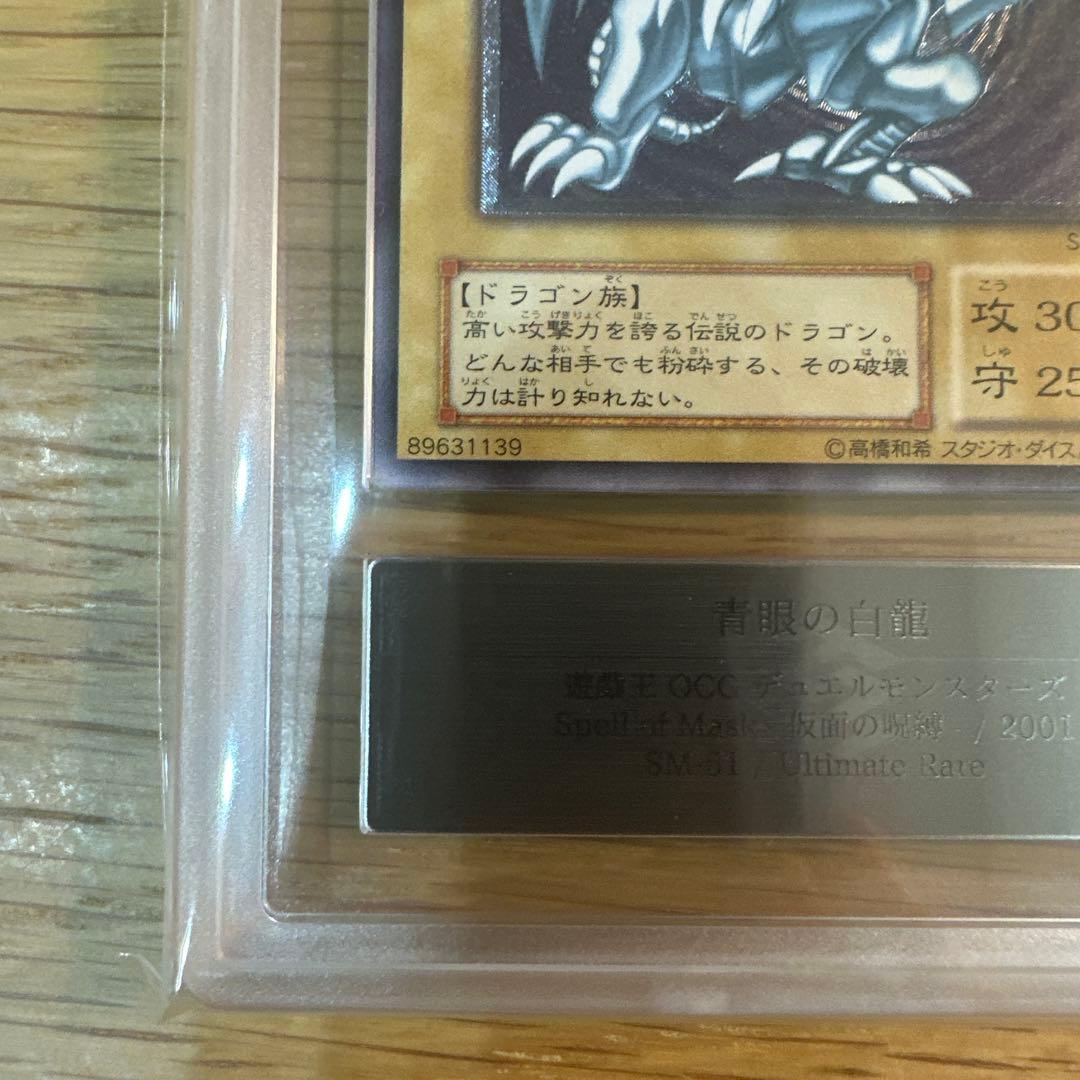 S
【ドラゴン族】
高い攻撃力を誇る伝説のドラゴン。
どんな相手でも粉砕する、その破壊
力は計り知れない。
攻 30
守 25
89631139
©高橋和希 スタジオ・ダイス
青眼の白龍
遊戯王 OCG デュエルモンスターズ
Spell of Mask- 仮面の呪縛- / 2001
SM-51 / Ultimate Rare